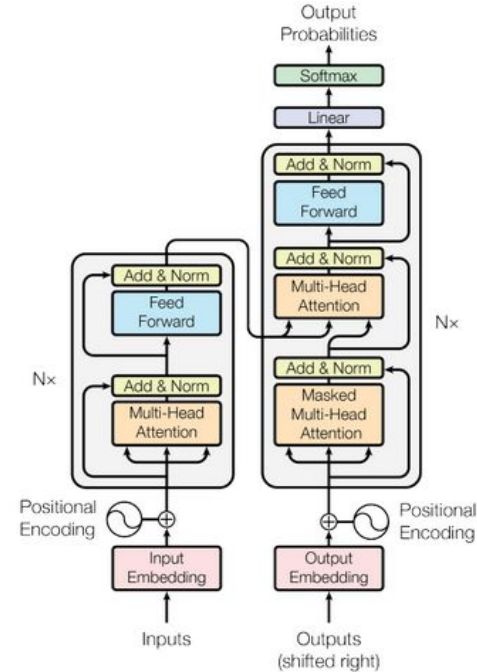 Output
Probabilities
Softmax
Linear
Add & Norm
Feed
Forward
Add & Norm
Multi-Head
Attention
Add & Norm
Masked
Multi-Head
Attention
N×
Add & Norm
Feed
Forward
Add & Norm
Multi-Head
Attention
N×
Positional
Encoding
Positional
Encoding
Input
Embedding
Output
Embedding
Inputs
Outputs
(shifted right)